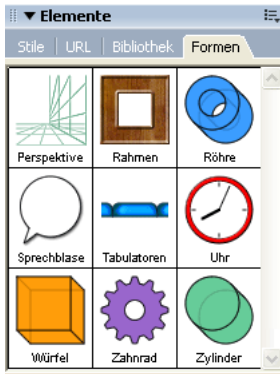 Elemente
Stile URL Bibliothek Formen
Perspektive Rahmen Röhre
Sprechblase Tabulatoren Uhr
Würfel Zahnrad Zylinder